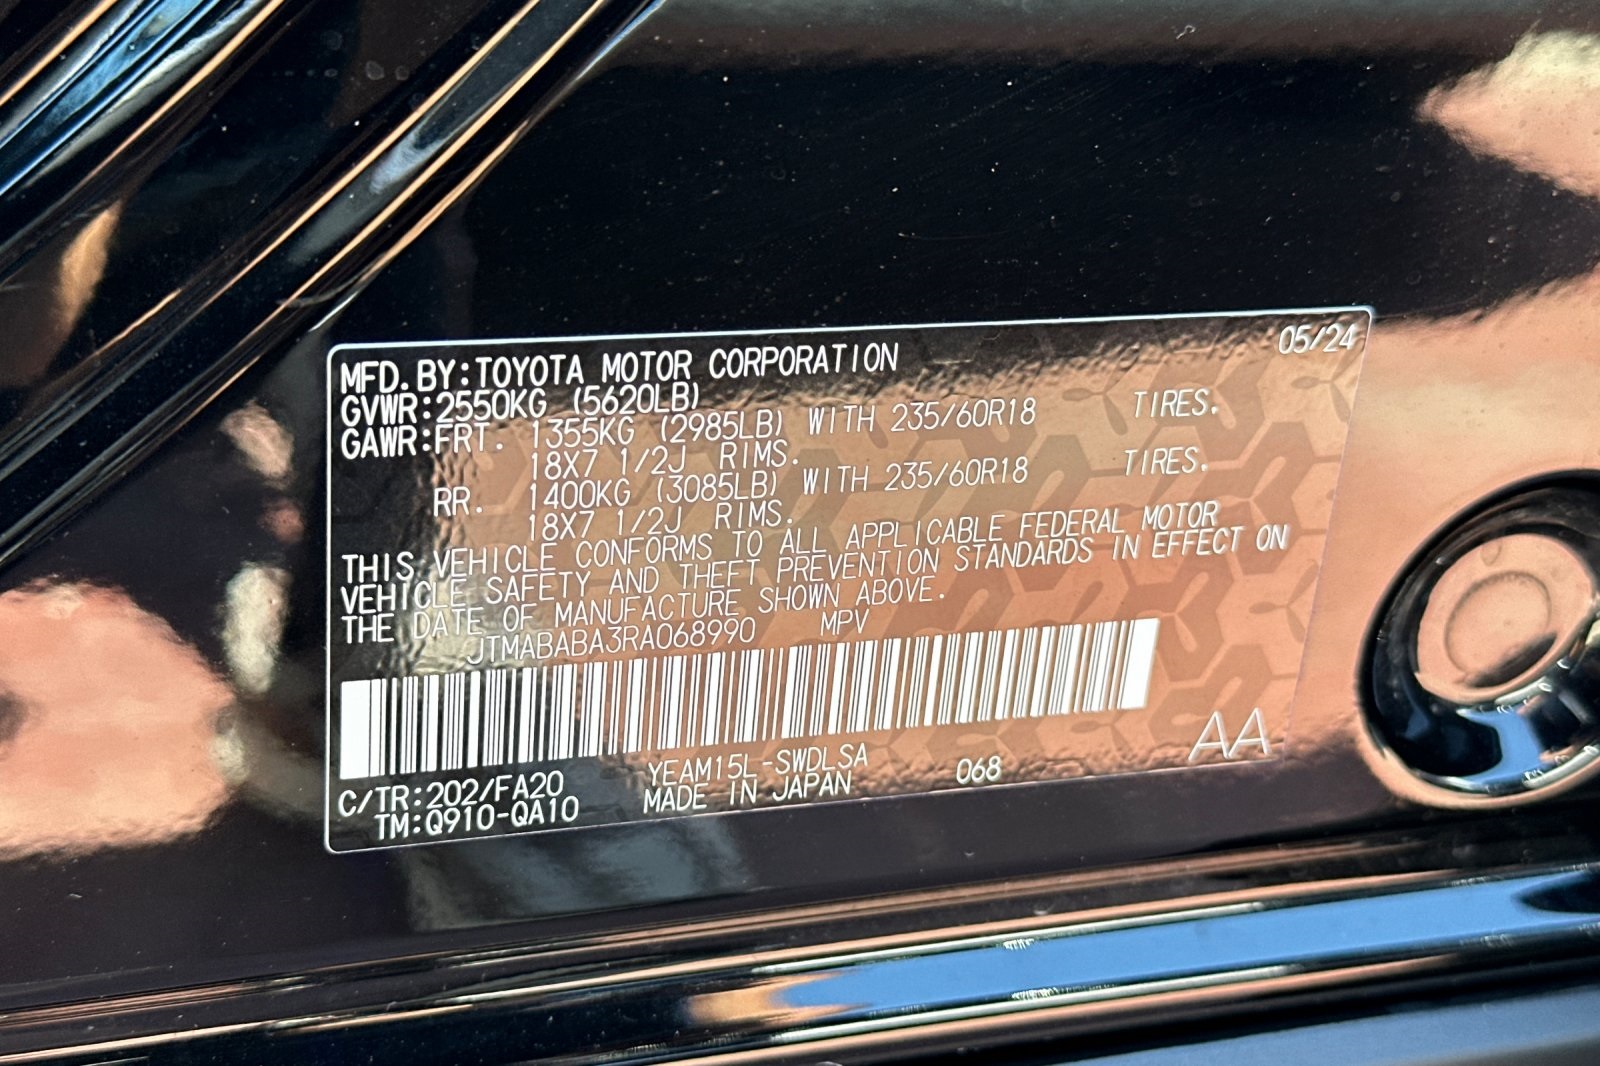 05/24
MFD. BY: TOYOTA MOTOR CORPORATION
GVWR: 2550KG (5620LB)
GAWR: FRT. 1355KG (2985LB) WITH 235/60R18 TIRES.
18X7 1/2J RIMS.
RR. 1400KG (3085LB) WITH 235/60R18 TIRES.
18X7 1/2J RIMS.
THIS VEHICLE CONFORMS TO ALL APPLICABLE FEDERAL MOTOR
VEHICLE SAFETY AND THEFT PREVENTION STANDARDS IN EFFECT ON
THE DATE OF MANUFACTURE SHOWN ABOVE.
JTMABABA3RA068990 MPV
C/TR: 202/FA20 YEAM15L-SWDLSA 068 AA
TM: Q910-QA10 MADE IN JAPAN